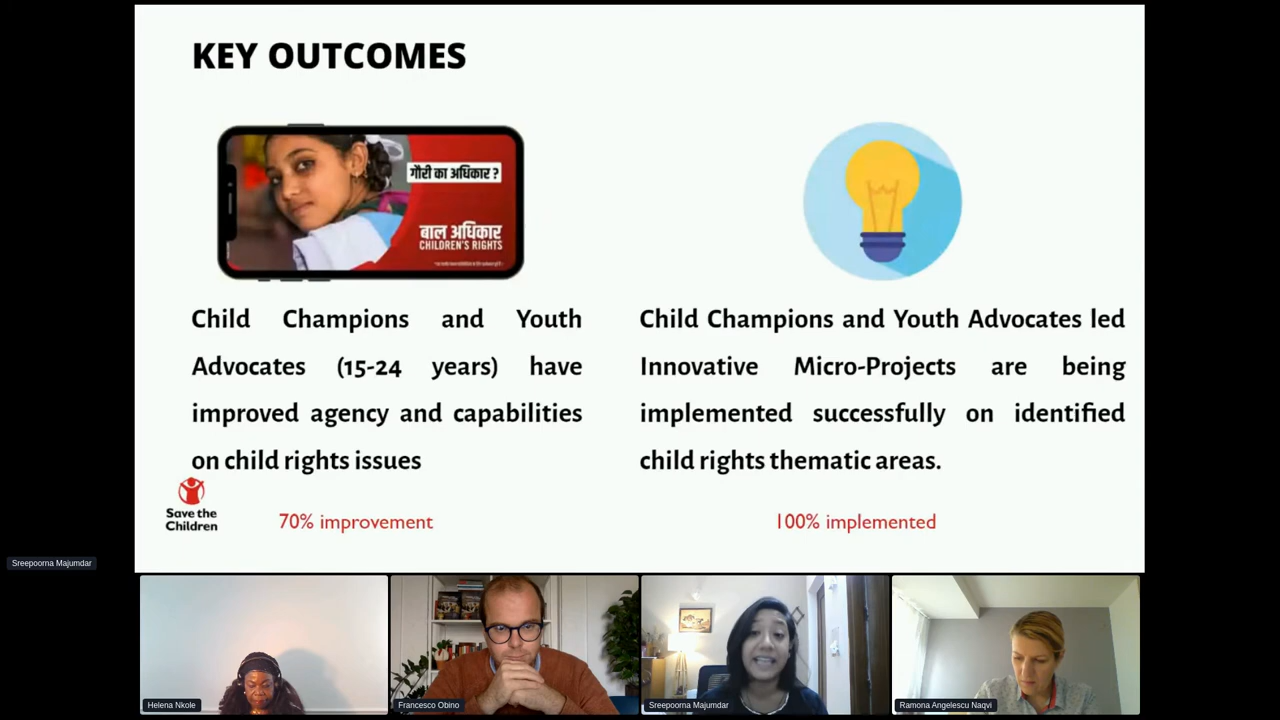 KEY OUTCOMES
गौरी का अधिकार ?
बाल अधिकार
CHILDREN'S RIGHTS
Child Champions and Youth
Advocates (15-24 years) have
improved agency and capabilities
on child rights issues
70% improvement
Child Champions and Youth Advocates led
Innovative Micro-Projects are being
implemented successfully on identified
child rights thematic areas.
100% implemented
Save the
Children
Sreepoorna Majumdar
Helena Nkole
Francesco Obino
Sreepoorna Majumdar
Ramona Angelescu Naqvi